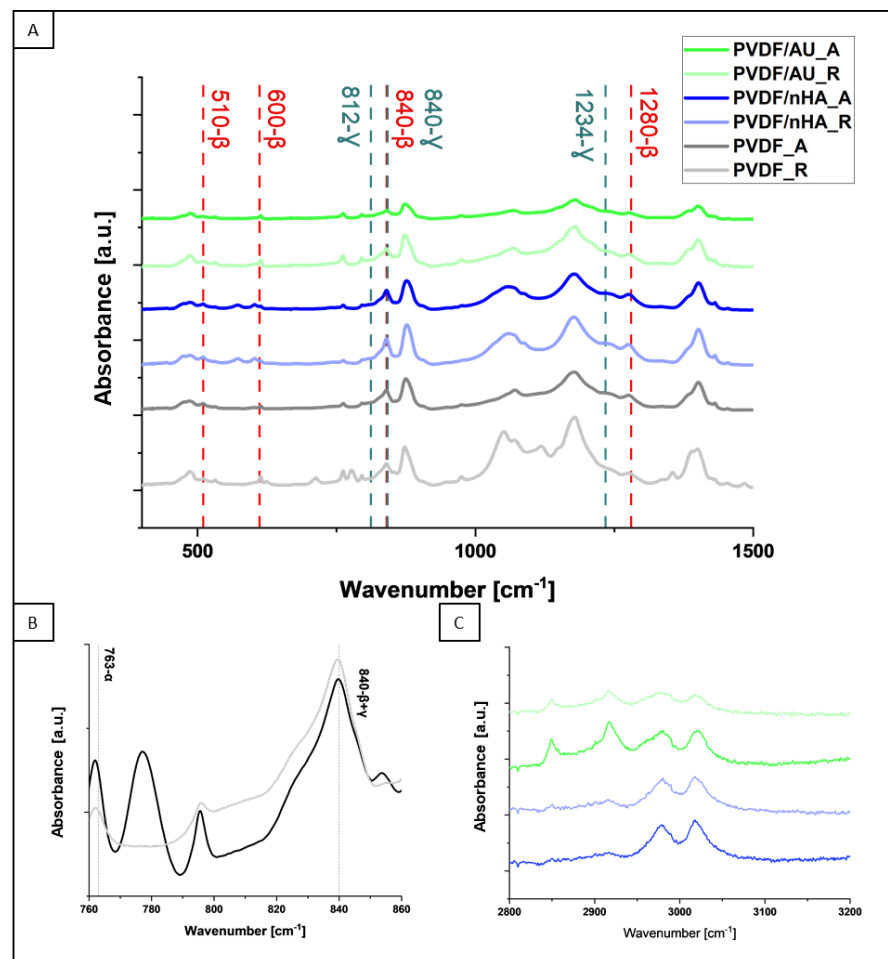 A
PVDF/AU_A
PVDF/AU_R
PVDF/nHA_A
PVDF/nHA_R
PVDF_A
PVDF_R
510-β
600-β
812-Ɣ
840-β
840-Ɣ
1234-Ɣ
1280-β
Absorbance [a.u.]
500
1000
1500
Wavenumber [cm⁻¹]
B
763-α
840-β+γ
Absorbance [a.u.]
760
780
800
820
840
860
Wavenumber [cm⁻¹]
C
Absorbance [a.u.]
2800
2900
3000
3100
3200
Wavenumber [cm⁻¹]